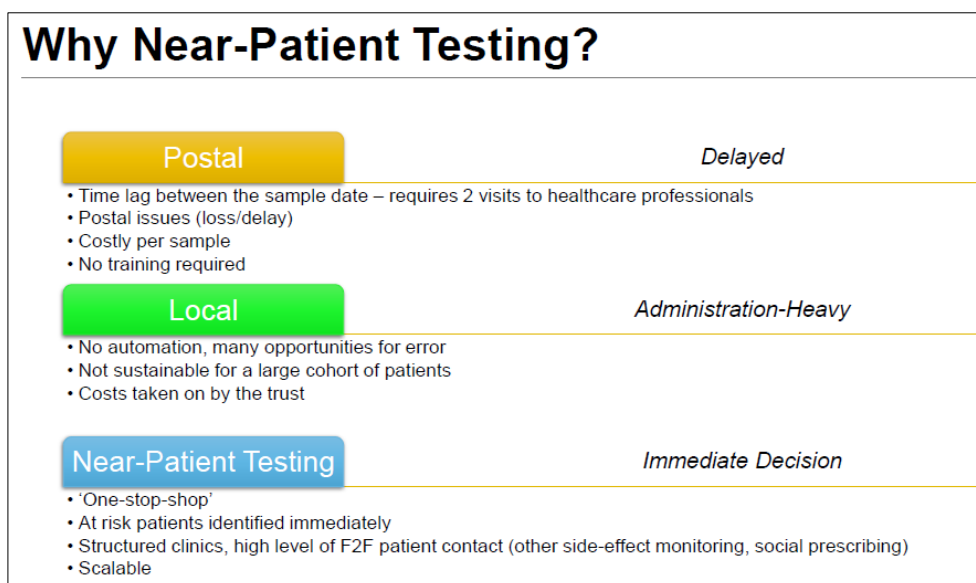 Why Near-Patient Testing?
Postal
Delayed
• Time lag between the sample date – requires 2 visits to healthcare professionals
• Postal issues (loss/delay)
• Costly per sample
• No training required
Local
Administration-Heavy
• No automation, many opportunities for error
• Not sustainable for a large cohort of patients
• Costs taken on by the trust
Near-Patient Testing
Immediate Decision
• ‘One-stop-shop’
• At risk patients identified immediately
• Structured clinics, high level of F2F patient contact (other side-effect monitoring, social prescribing)
• Scalable